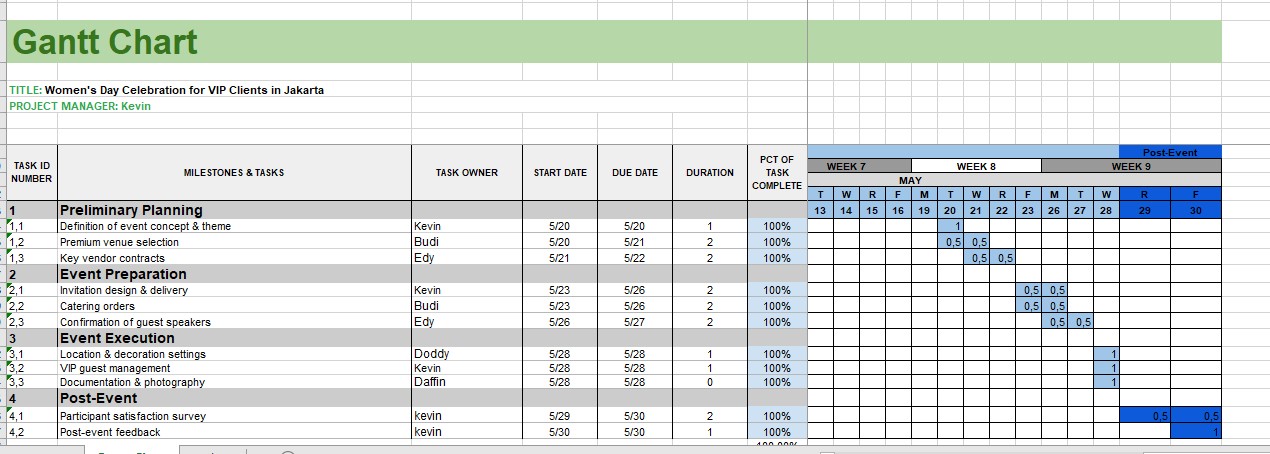 Gantt Chart
TITLE: Women's Day Celebration for VIP Clients in Jakarta
PROJECT MANAGER: Kevin
Post-Event
WEEK 7 WEEK 8 WEEK 9
TASK ID NUMBER MILESTONES & TASKS TASK OWNER START DATE DUE DATE DURATION PCT OF TASK COMPLETE
MAY
T W R F M T W R F M T W R F
13 14 15 16 19 20 21 22 23 26 27 28 29 30
1 Preliminary Planning
1,1 Definition of event concept & theme Kevin 5/20 5/20 1 100% 1
1,2 Premium venue selection Budi 5/20 5/21 2 100% 0,5 0,5
1,3 Key vendor contracts Edy 5/21 5/22 2 100% 0,5 0,5
2 Event Preparation
2,1 Invitation design & delivery Kevin 5/23 5/26 2 100% 0,5 0,5
2,2 Catering orders Budi 5/23 5/26 2 100% 0,5 0,5
2,3 Confirmation of guest speakers Edy 5/26 5/27 2 100% 0,5 0,5
3 Event Execution
3,1 Location & decoration settings Doddy 5/28 5/28 1 100% 1
3,2 VIP guest management Kevin 5/28 5/28 1 100% 1
3,3 Documentation & photography Daffin 5/28 5/28 0 100% 1
4 Post-Event
4,1 Participant satisfaction survey kevin 5/29 5/30 2 100% 0,5 0,5
4,2 Post-event feedback kevin 5/30 5/30 1 100% 1